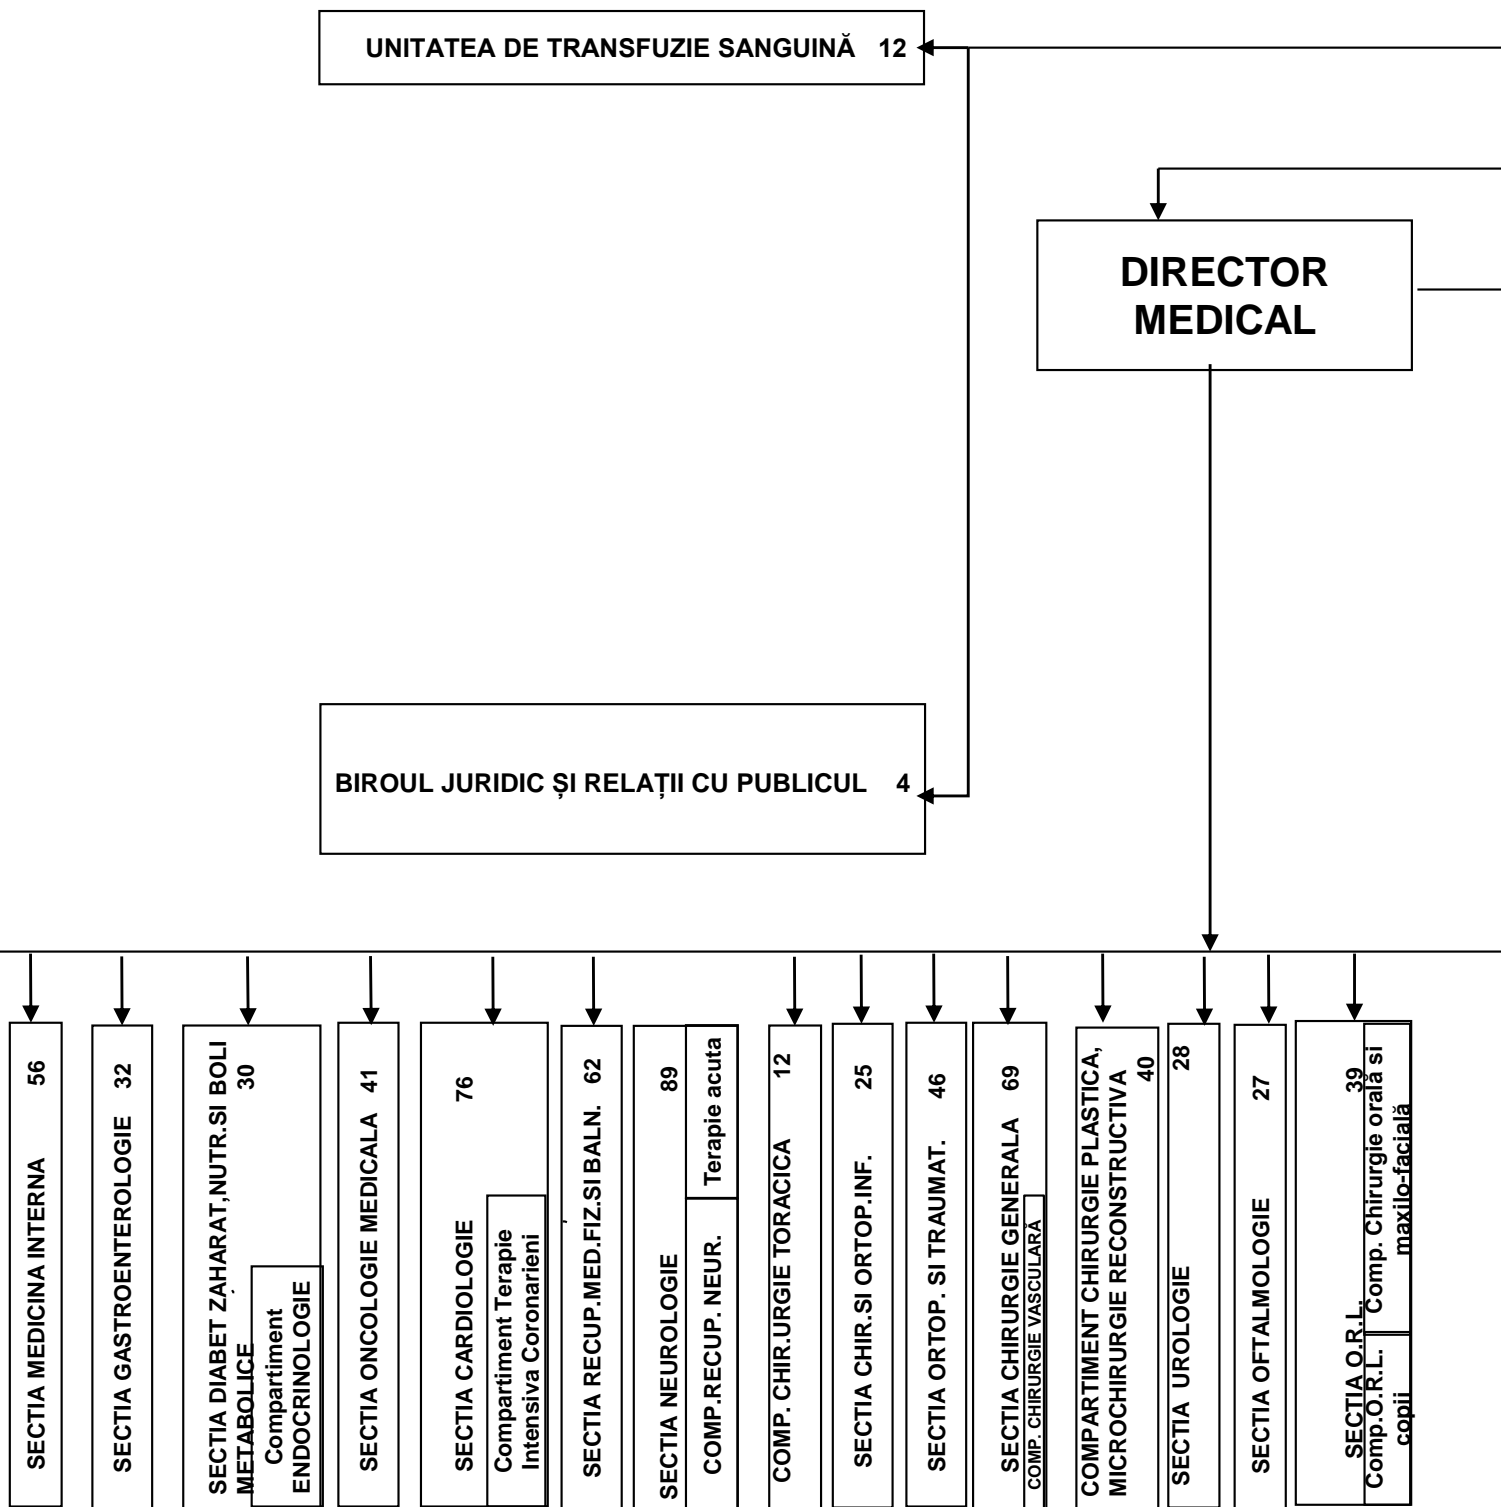 UNITATEA DE TRANSFUZIE SANGUINĂ 12
DIRECTOR
MEDICAL
BIROUL JURIDIC ȘI RELAȚII CU PUBLICUL 4
SECTIA MEDICINA INTERNA 56
SECTIA GASTROENTEROLOGIE 32
SECTIA DIABET ZAHARAT,NUTR.SI BOLI
METABOLICE 30
Compartiment
ENDOCRINOLOGIE
SECTIA ONCOLOGIE MEDICALA 41
SECTIA CARDIOLOGIE 76
Compartiment Terapie
Intensiva Coronarieni
SECTIA RECUP.MED.FIZ.SI BALN. 62
SECTIA NEUROLOGIE 89
COMP.RECUP. NEUR.
Terapie acuta
COMP. CHIR.URGIE TORACICA 12
SECTIA CHIR.SI ORTOP.INF. 25
SECTIA ORTOP. SI TRAUMAT. 46
SECTIA CHIRURGIE GENERALA 69
COMP. CHIRURGIE VASCULARĂ
COMPARTIMENT CHIRURGIE PLASTICA,
MICROCHIRURGIE RECONSTRUCTIVA 40
SECTIA UROLOGIE 28
SECTIA OFTALMOLOGIE 27
SECTIA O.R.L. 39
Comp.O.R.L.
copii
Comp. Chirurgie orală si
maxilo-facială